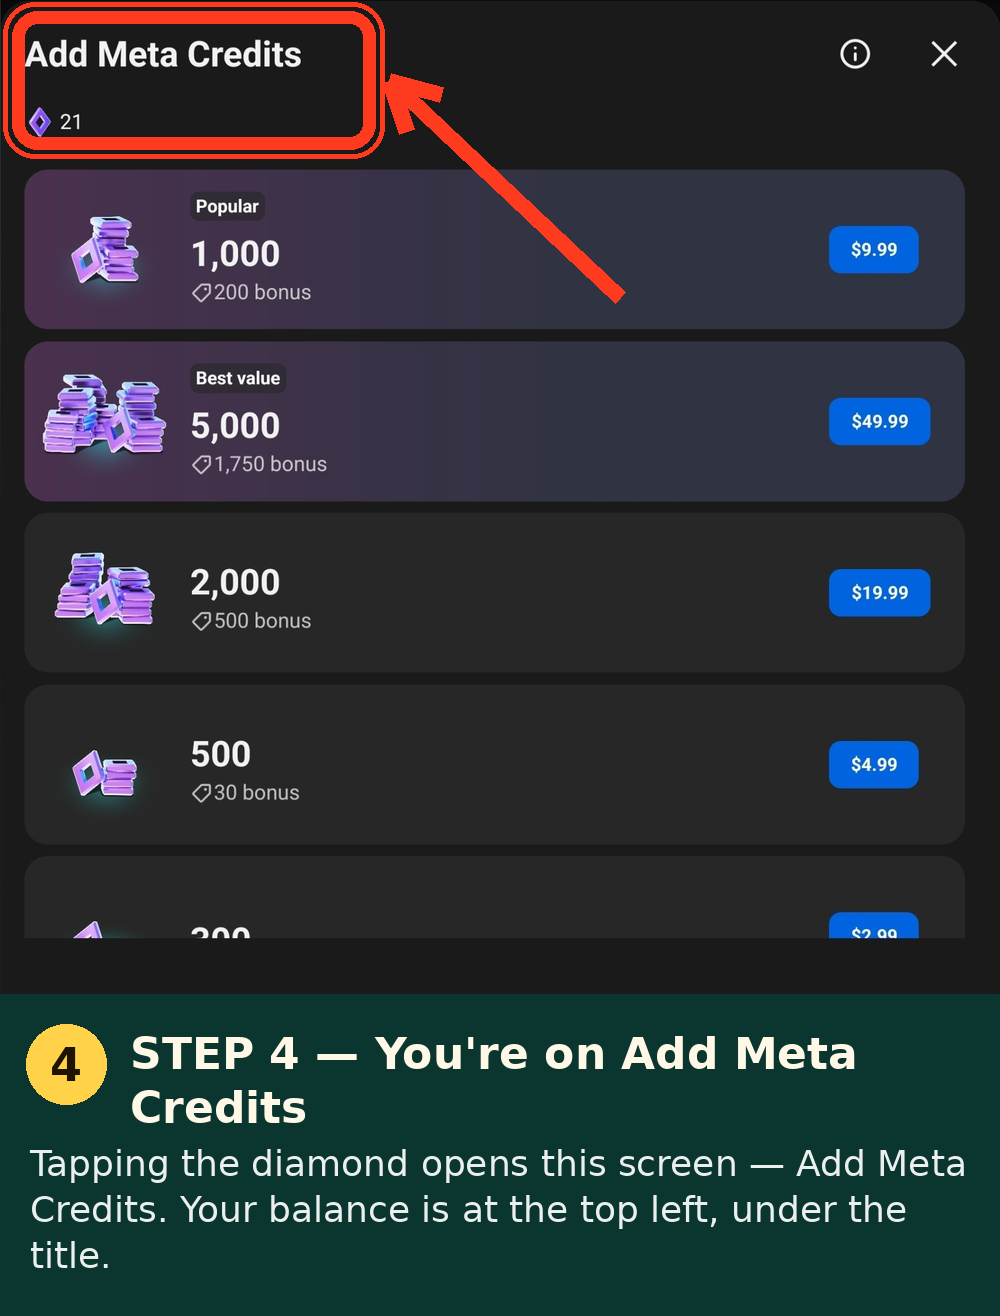 Add Meta Credits
21
Popular
1,000
200 bonus
$9.99
Best value
5,000
1,750 bonus
$49.99
2,000
500 bonus
$19.99
500
30 bonus
$4.99
300
$2.99
4
STEP 4 — You're on Add Meta
Credits
Tapping the diamond opens this screen — Add Meta
Credits. Your balance is at the top left, under the
title.